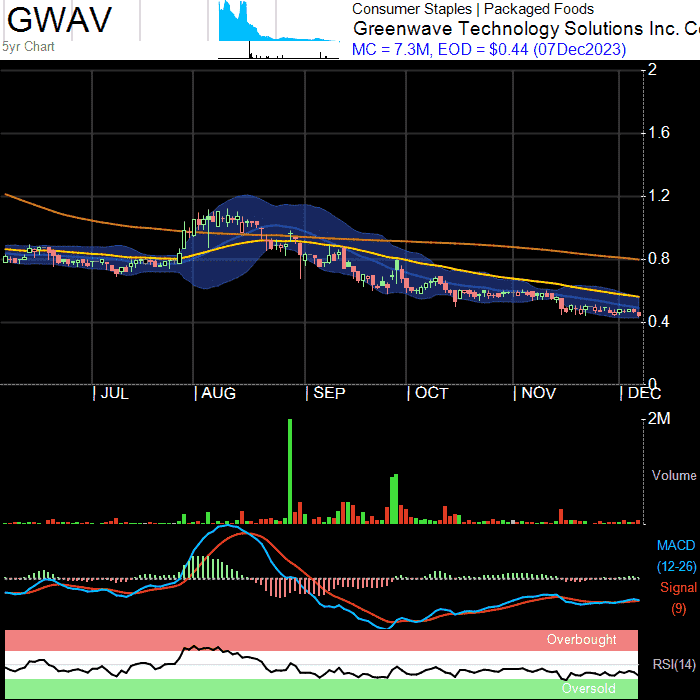 GWAV
5yr Chart
Consumer Staples | Packaged Foods
Greenwave Technology Solutions Inc. Co
MC = 7.3M, EOD = $0.44 (07Dec2023)
2
1.6
1.2
0.8
0.4
0
| JUL | AUG | SEP | OCT | NOV | DEC
2M
Volume
MACD
(12-26)
Signal
(9)
Overbought
RSI(14)
Oversold